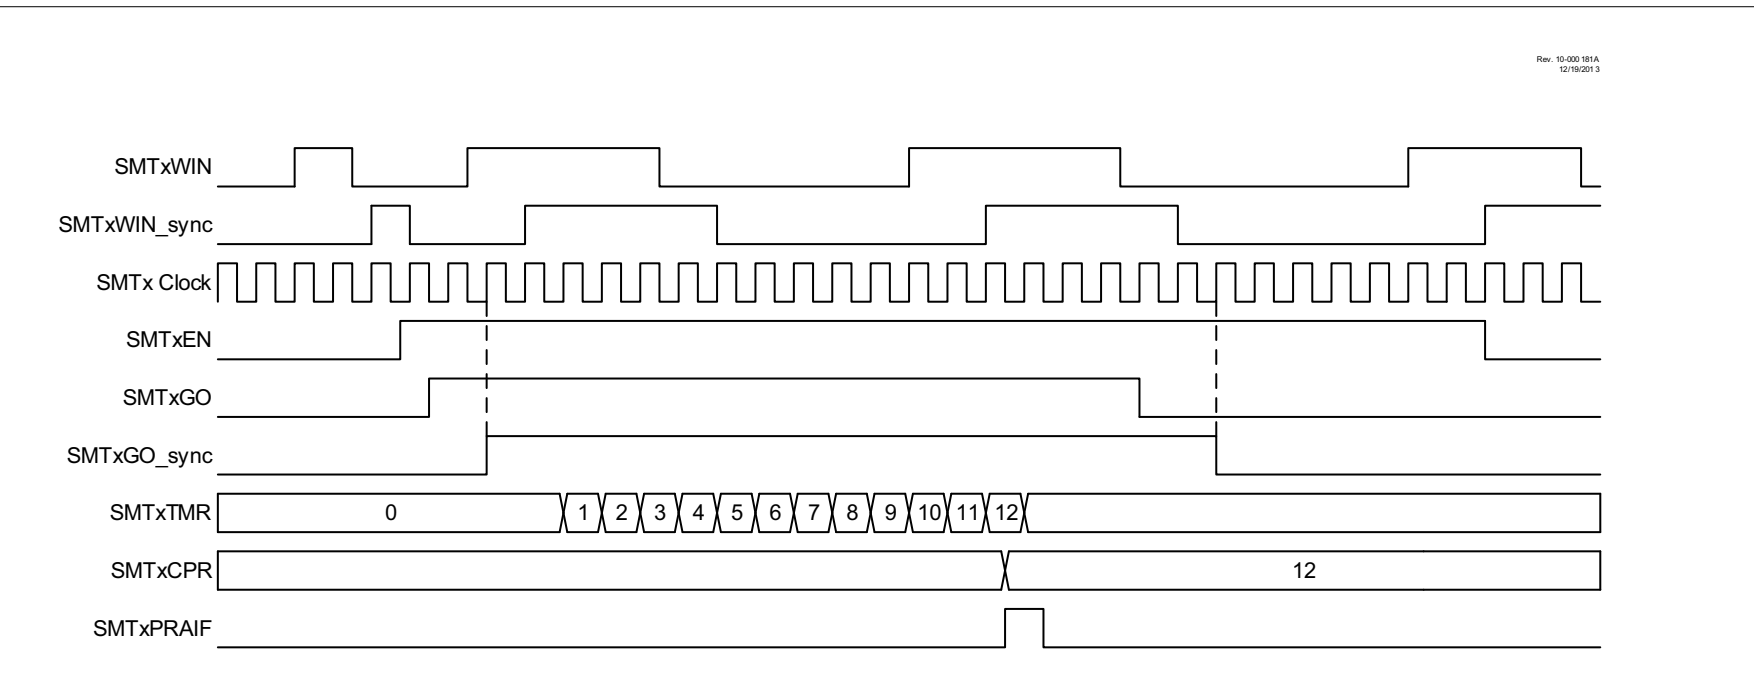 Rev. 10-000 181A
12/19/201 3
SMTxWIN
SMTxWIN_sync
SMTx Clock
SMTxEN
SMTxGO
SMTxGO_sync
SMTxTMR 0 1 2 3 4 5 6 7 8 9 10 11 12
SMTxCPR 12
SMTxPRAIF